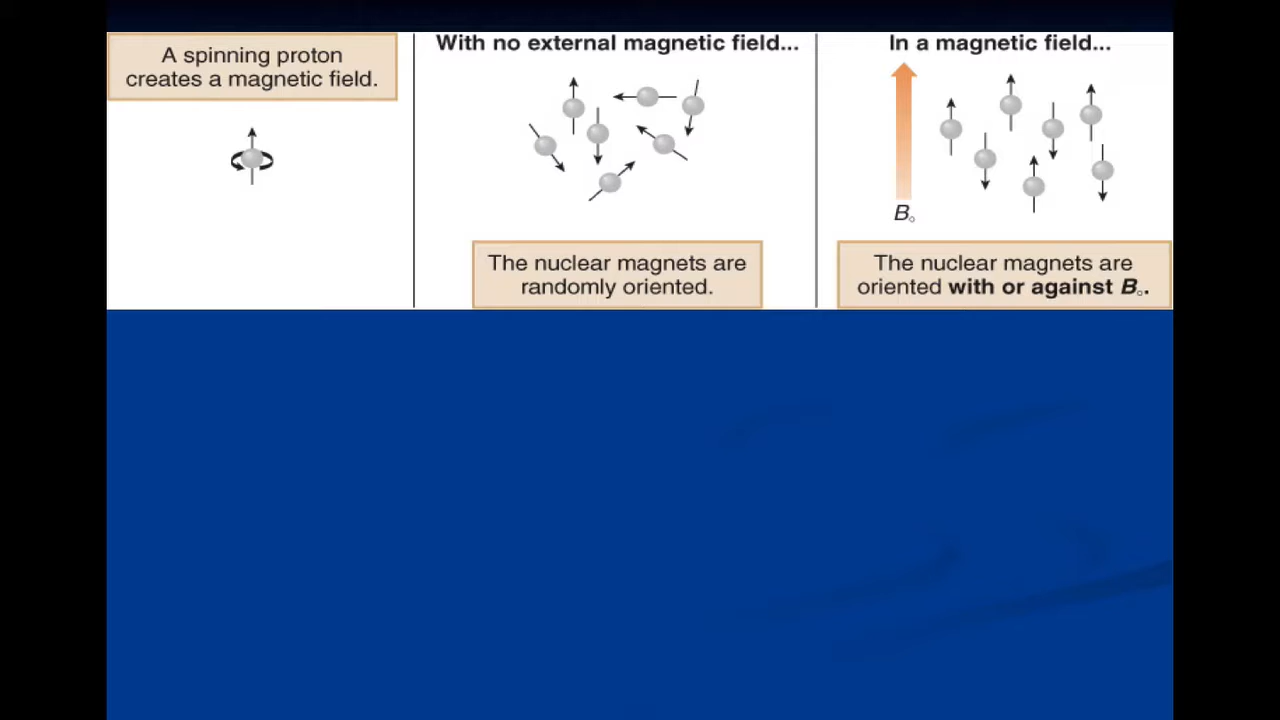 A spinning proton
creates a magnetic field.
With no external magnetic field...
The nuclear magnets are
randomly oriented.
In a magnetic field...
B₀
The nuclear magnets are
oriented with or against B₀.